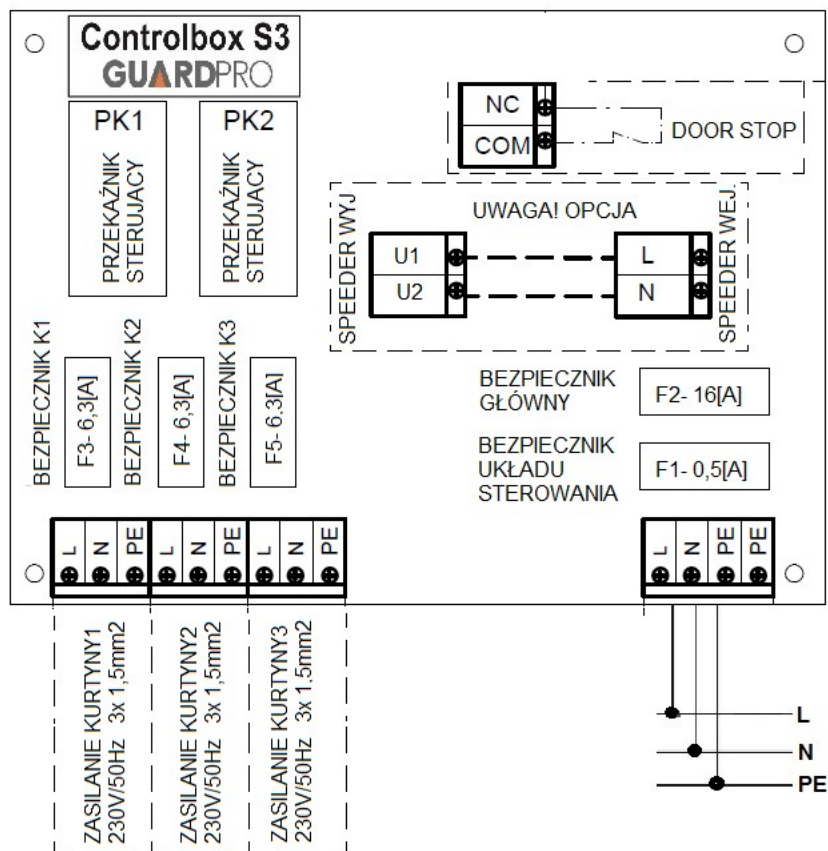 Controlbox S3
GUARDPRO
PK1
PRZEKAŹNIK
STERUJACY
PK2
PRZEKAŹNIK
STERUJACY
NC
COM
DOOR STOP
UWAGA! OPCJA
SPEEDER WYJ
U1
U2
L
N
SPEEDER WEJ.
BEZPIECZNIK K1
F3- 6,3[A]
BEZPIECZNIK K2
F4- 6,3[A]
BEZPIECZNIK K3
F5- 6,3[A]
BEZPIECZNIK
GŁÓWNY
F2- 16[A]
BEZPIECZNIK
UKŁADU
STEROWANIA
F1- 0,5[A]
L
N
PE
L
N
PE
L
N
PE
L
N
PE
PE
ZASILANIE KURTYNY1
230V/50Hz 3x 1,5mm2
ZASILANIE KURTYNY2
230V/50Hz 3x 1,5mm2
ZASILANIE KURTYNY3
230V/50Hz 3x 1,5mm2
L
N
PE